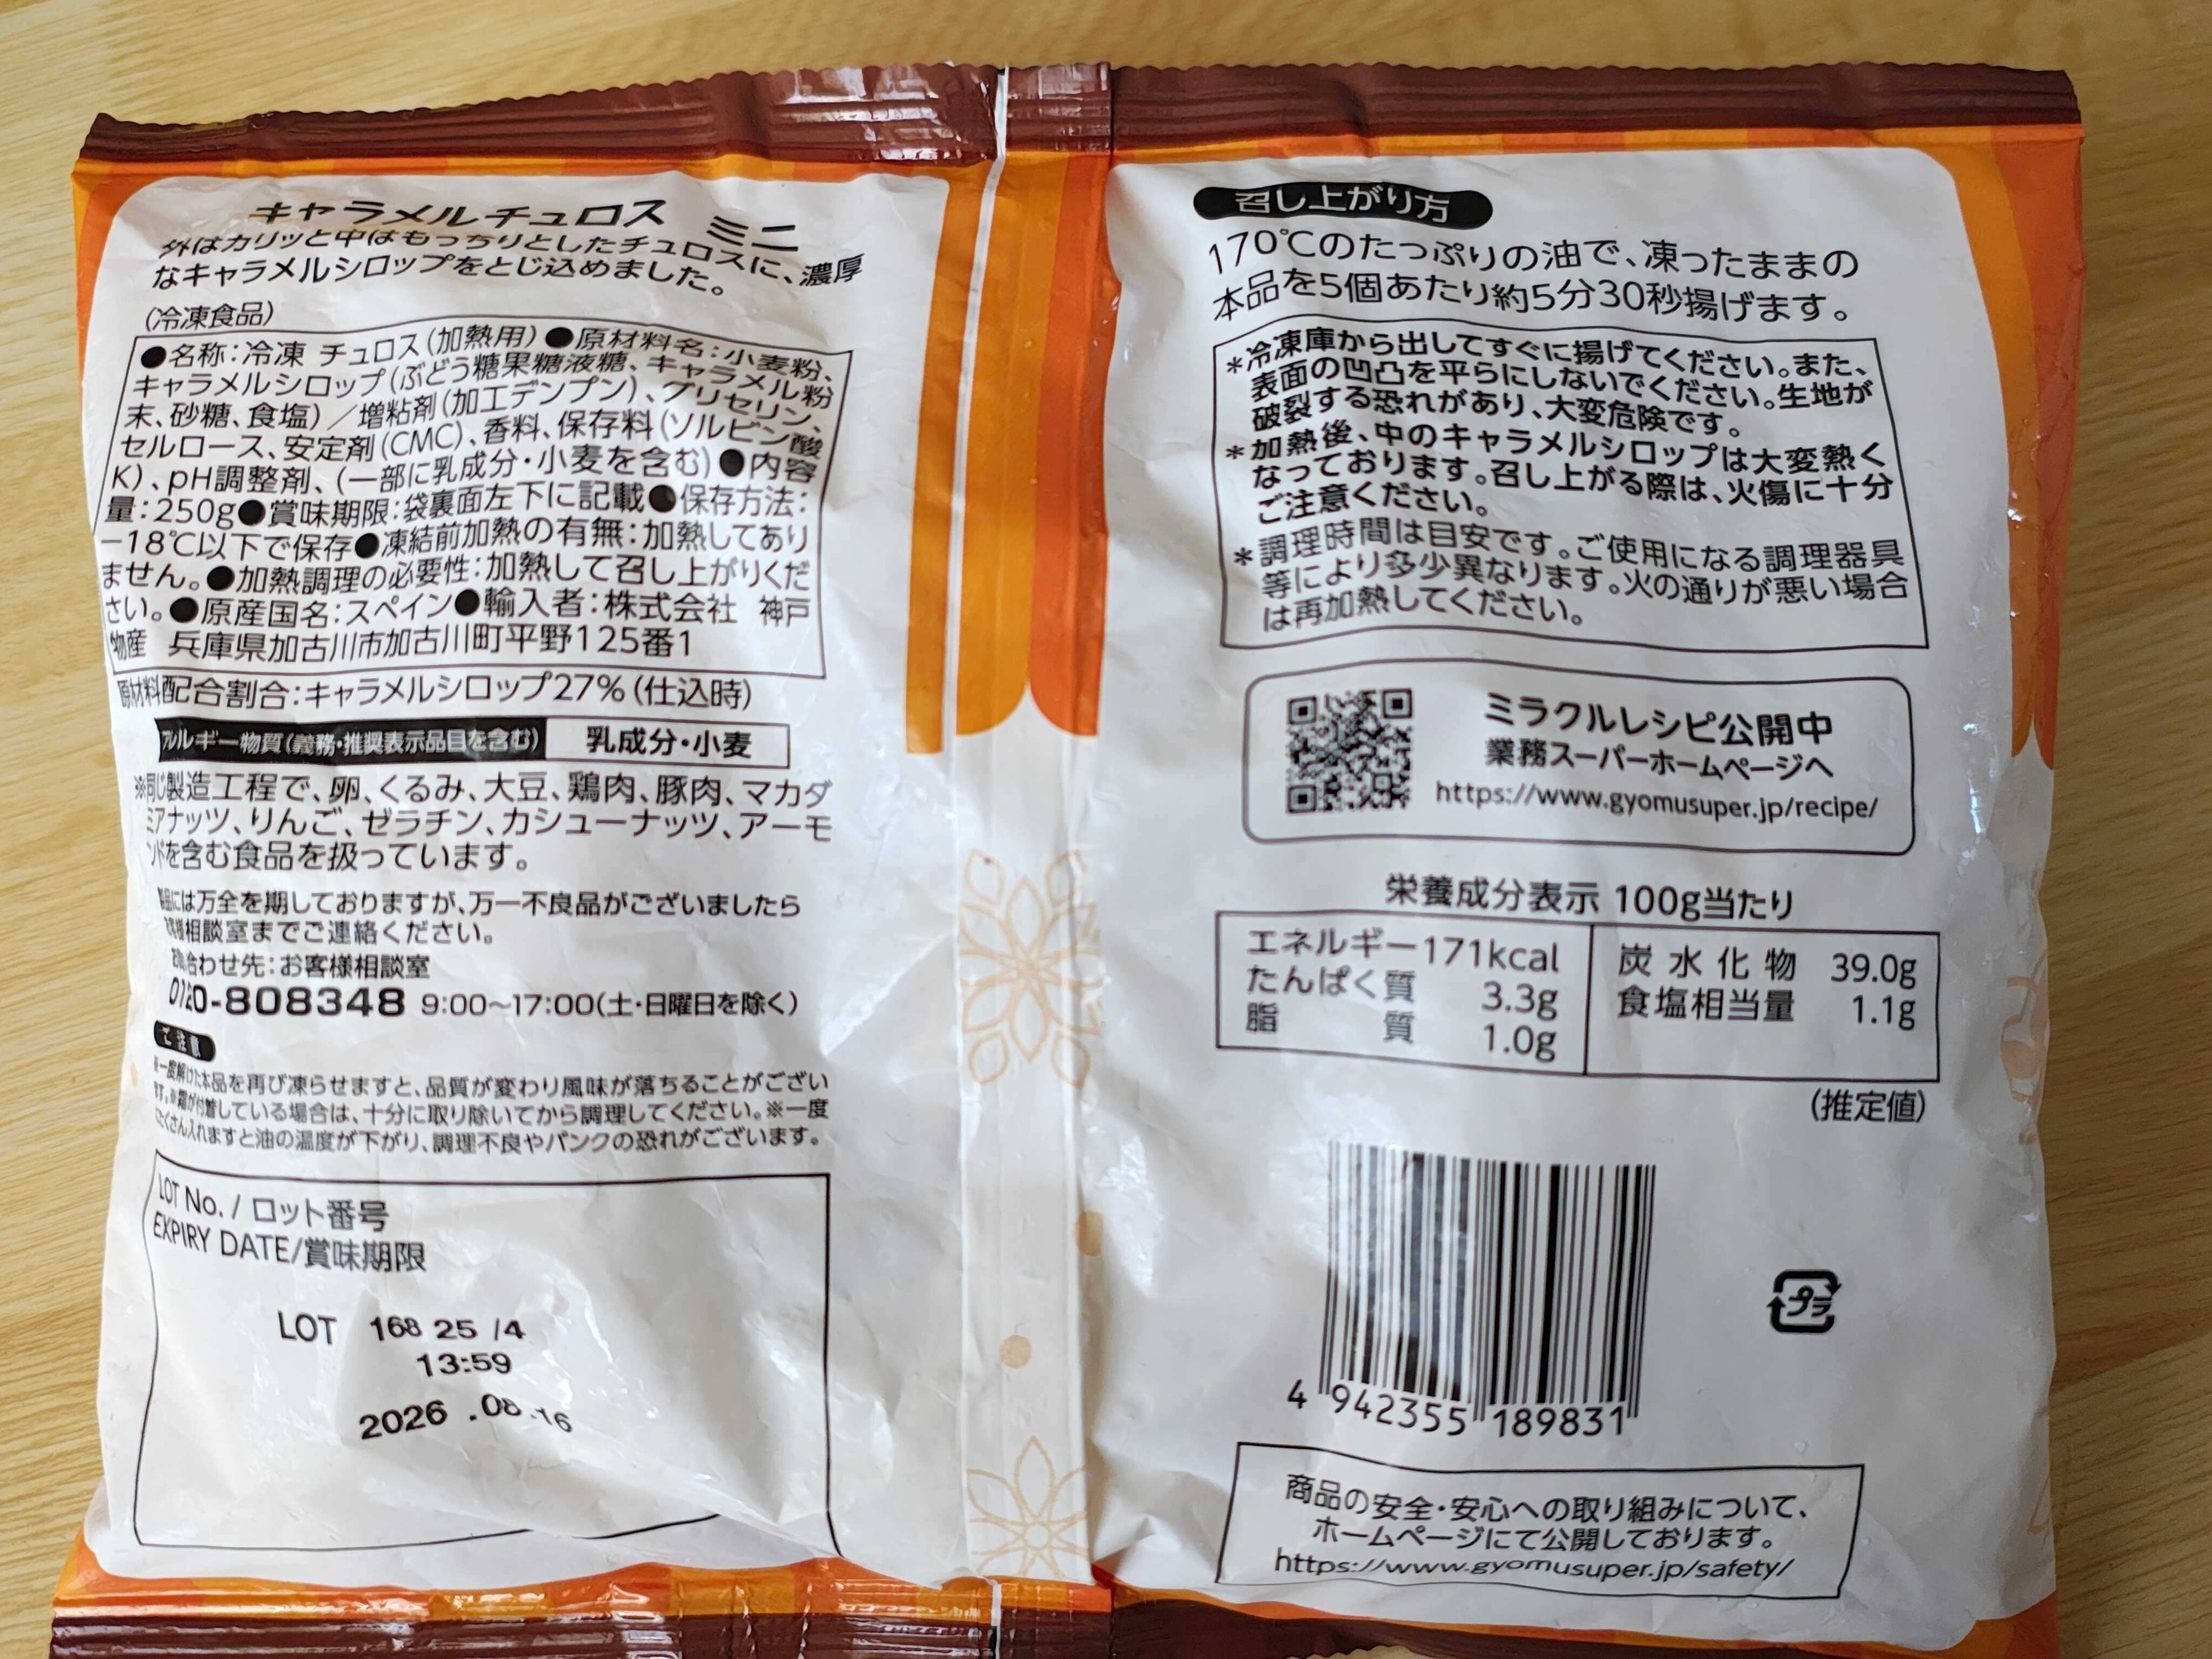 キャラメルチュロス ミニ
外はカリッと中はもっちりとしたチュロスに、濃厚
なキャラメルシロップをとじ込めました。
(冷凍食品)
●名称:冷凍 チュロス(加熱用)●原材料名:小麦粉、
キャラメルシロップ(ぶどう糖果糖液糖、キャラメル粉
末、砂糖、食塩)/増粘剤(加工デンプン)、グリセリン、
セルロース、安定剤(CMC)、香料、保存料(ソルビン酸
K)、pH調整剤、(一部に乳成分・小麦を含む)●内容
量:250g●賞味期限:袋裏面左下に記載●保存方法:
-18℃以下で保存●凍結前加熱の有無:加熱してあり
ません。●加熱調理の必要性:加熱して召し上がりくだ
さい。●原産国名:スペイン●輸入者:株式会社 神戸
物産 兵庫県加古川市加古川町平野125番1
原材料配合割合:キャラメルシロップ27%(仕込時)
アレルギー物質(義務・推奨表示品目を含む) 乳成分・小麦
※同じ製造工程で、卵、くるみ、大豆、鶏肉、豚肉、マカダ
ミアナッツ、りんご、ゼラチン、カシューナッツ、アーモ
ンドを含む食品を扱っています。
製品には万全を期しておりますが、万一不良品がございましたら
お客様相談室までご連絡ください。
お問い合わせ先:お客様相談室
0120-808348 9:00~17:00(土・日曜日を除く)
ご注意
※一度解けた本品を再び凍らせますと、品質が変わり風味が落ちることがござい
ます。※霜が付着している場合は、十分に取り除いてから調理してください。※一度
にたくさん入れますと油の温度が下がり、調理不良やパンクの恐れがございます。
LOT No. / ロット番号
EXPIRY DATE/賞味期限
LOT 168 25 /4
13:59
2026 .08 .16
召し上がり方
170℃のたっぷりの油で、凍ったままの
本品を5個あたり約5分30秒揚げます。
*冷凍庫から出してすぐに揚げてください。また、
表面の凹凸を平らにしないでください。生地が
破裂する恐れがあり、大変危険です。
*加熱後、中のキャラメルシロップは大変熱く
なっております。召し上がる際は、火傷に十分
ご注意ください。
*調理時間は目安です。ご使用になる調理器具
等により多少異なります。火の通りが悪い場合
は再加熱してください。
ミラクルレシピ公開中
業務スーパーホームページへ
https://www.gyomusuper.jp/recipe/
栄養成分表示 100g当たり
エネルギー 171kcal 炭水化物 39.0g
たんぱく質 3.3g 食塩相当量 1.1g
脂質 1.0g
(推定値)
プラ
4 942355 189831
商品の安全・安心への取り組みについて、
ホームページにて公開しております。
https://www.gyomusuper.jp/safety/